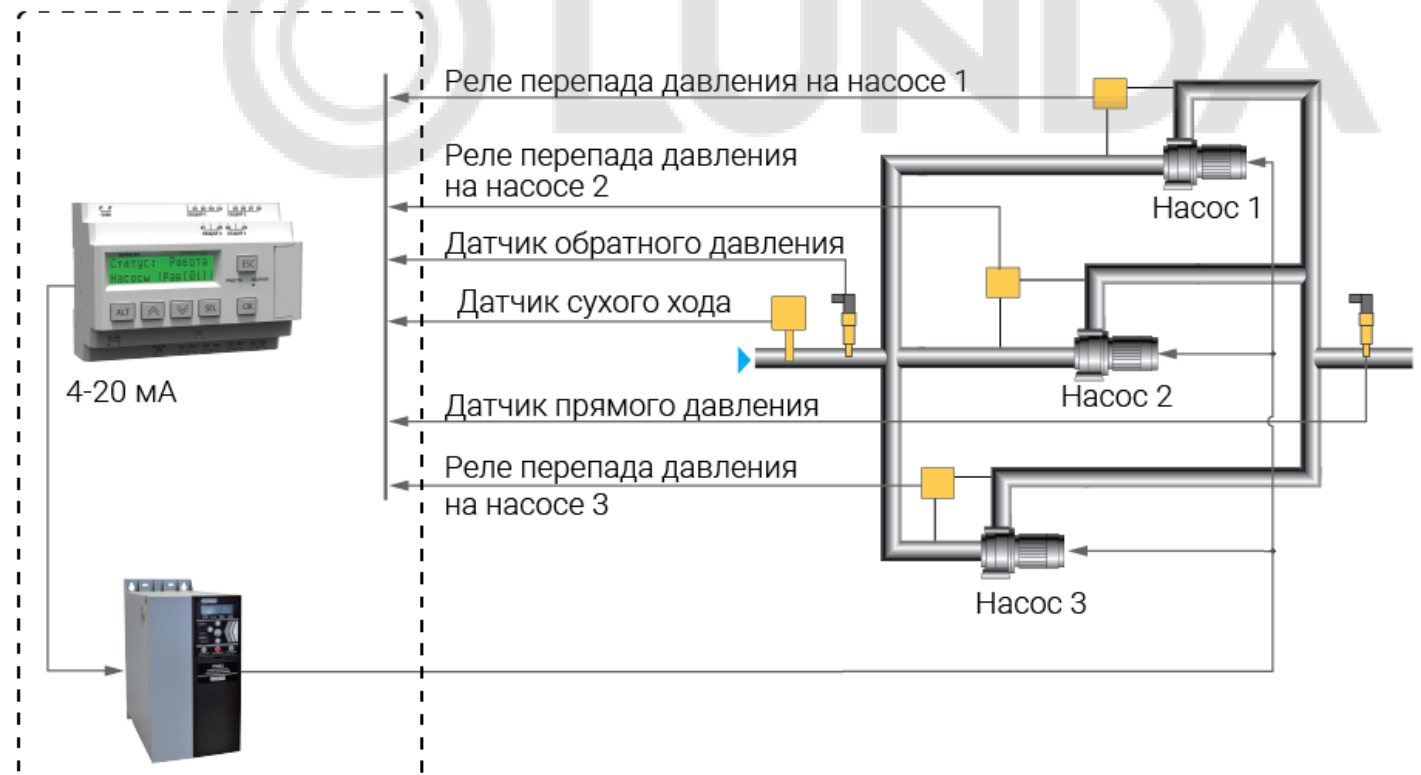 LUNDA
Реле перепада давления на насосе 1
Реле перепада давления
на насосе 2
Насос 1
Датчик обратного давления
Статус: Работа
ESC
Датчик сухого хода
ALT
SEL
OK
4-20 мА
Насос 2
Датчик прямого давления
Реле перепада давления
на насосе 3
Насос 3